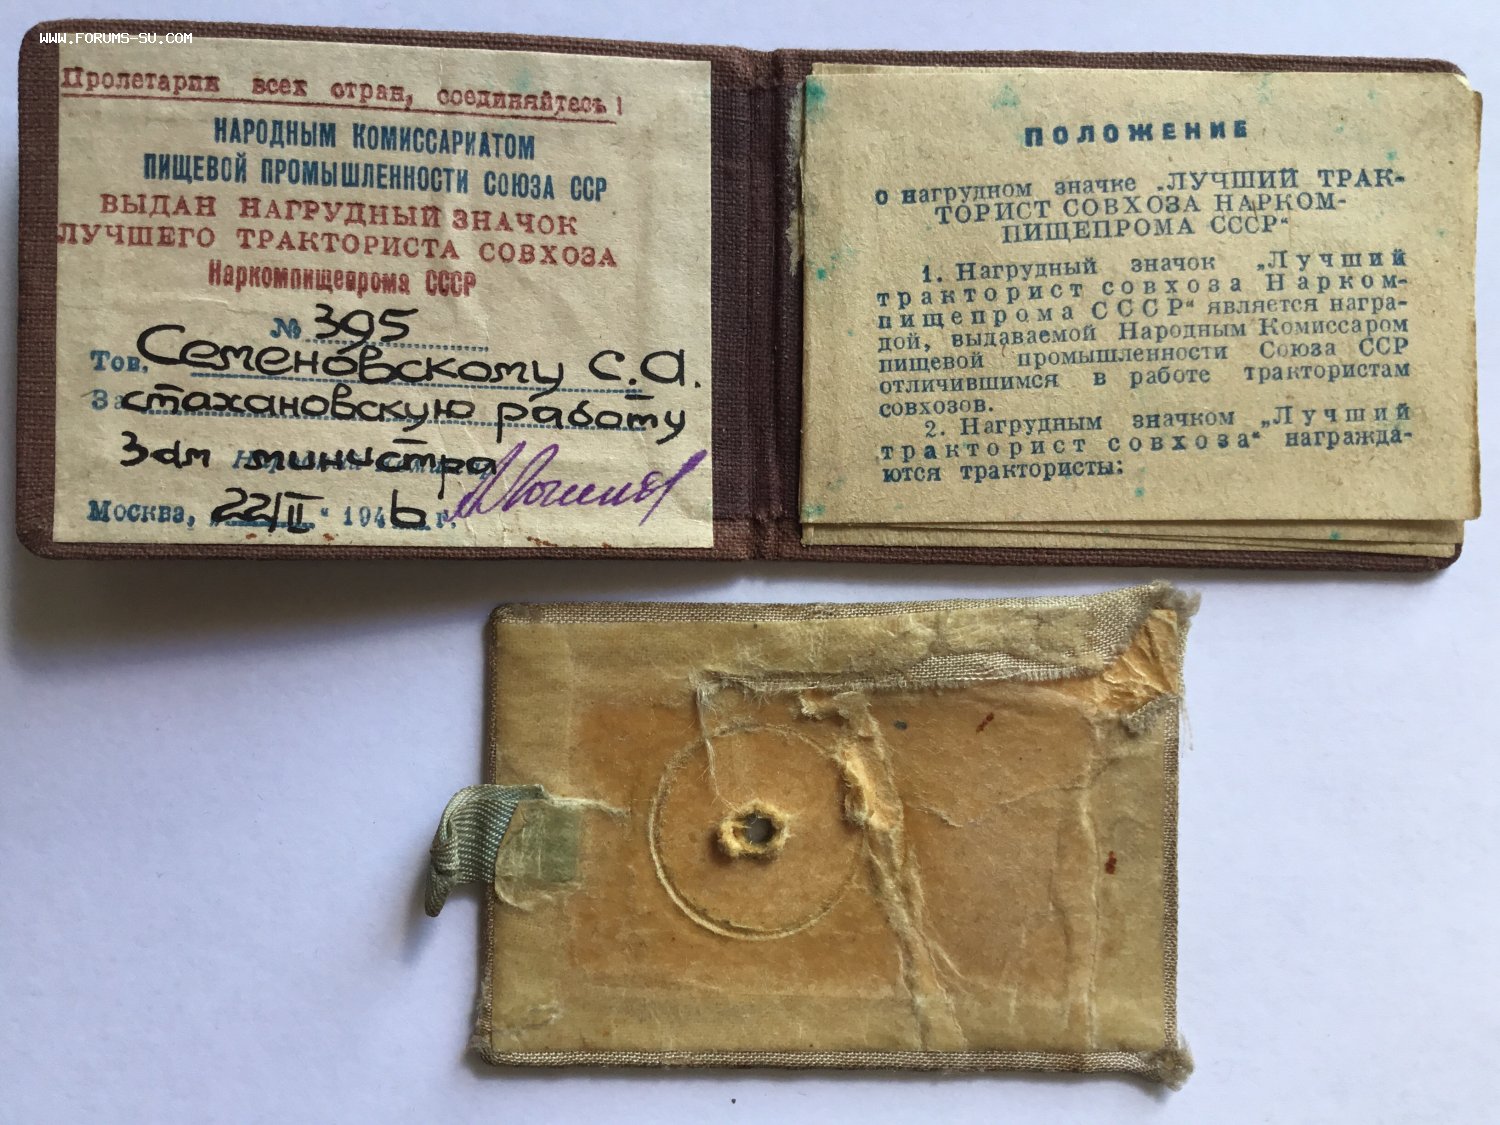 WWW.FORUMS-SU.COM
Пролетарии всех стран, соединяйтесь!
НАРОДНЫМ КОМИССАРИАТОМ
ПИЩЕВОЙ ПРОМЫШЛЕННОСТИ СОЮЗА ССР
ВЫДАН НАГРУДНЫЙ ЗНАЧОК
ЛУЧШЕГО ТРАКТОРИСТА СОВХОЗА
Наркомпищепрома СССР
№ 395
Тов. Семеновскому С.А.
За стахановскую работу
Зам министра
Москва, „22/II“ 1946 г.
ПОЛОЖЕНИЕ
о нагрудном значке „ЛУЧШИЙ ТРАК-
ТОРИСТ СОВХОЗА НАРКОМ-
ПИЩЕПРОМА СССР“
1. Нагрудный значок „Лучший
тракторист совхоза Нарком-
пищепрома СССР“ является награ-
дой, выдаваемой Народным Комиссаром
пищевой промышленности Союза ССР
отличившимся в работе трактористам
совхозов.
2. Нагрудным значком „Лучший
тракторист совхоза“ награжда-
ются трактористы: